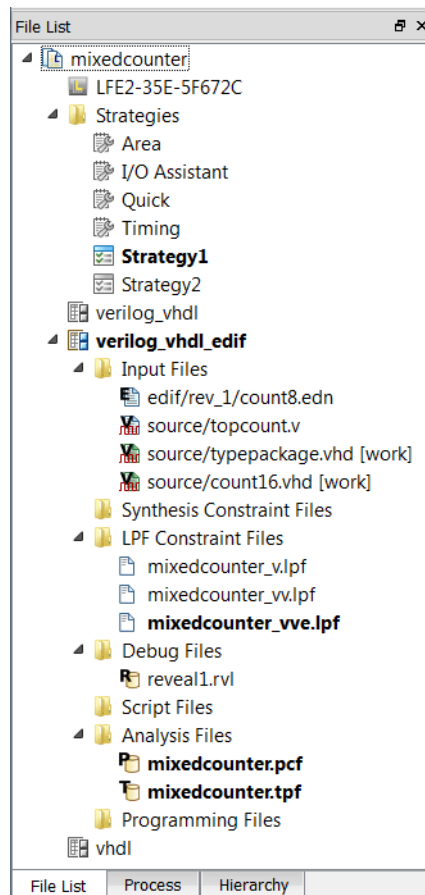 File List
mixedcounter
LFE2-35E-5F672C
Strategies
Area
I/O Assistant
Quick
Timing
Strategy1
Strategy2
verilog_vhdl
verilog_vhdl_edif
Input Files
edif/rev_1/count8.edn
source/topcount.v
source/typepackage.vhd [work]
source/count16.vhd [work]
Synthesis Constraint Files
LPF Constraint Files
mixedcounter_v.lpf
mixedcounter_vv.lpf
mixedcounter_vve.lpf
Debug Files
reveal1.rvl
Script Files
Analysis Files
mixedcounter.pcf
mixedcounter.tpf
Programming Files
vhdl
File List Process Hierarchy